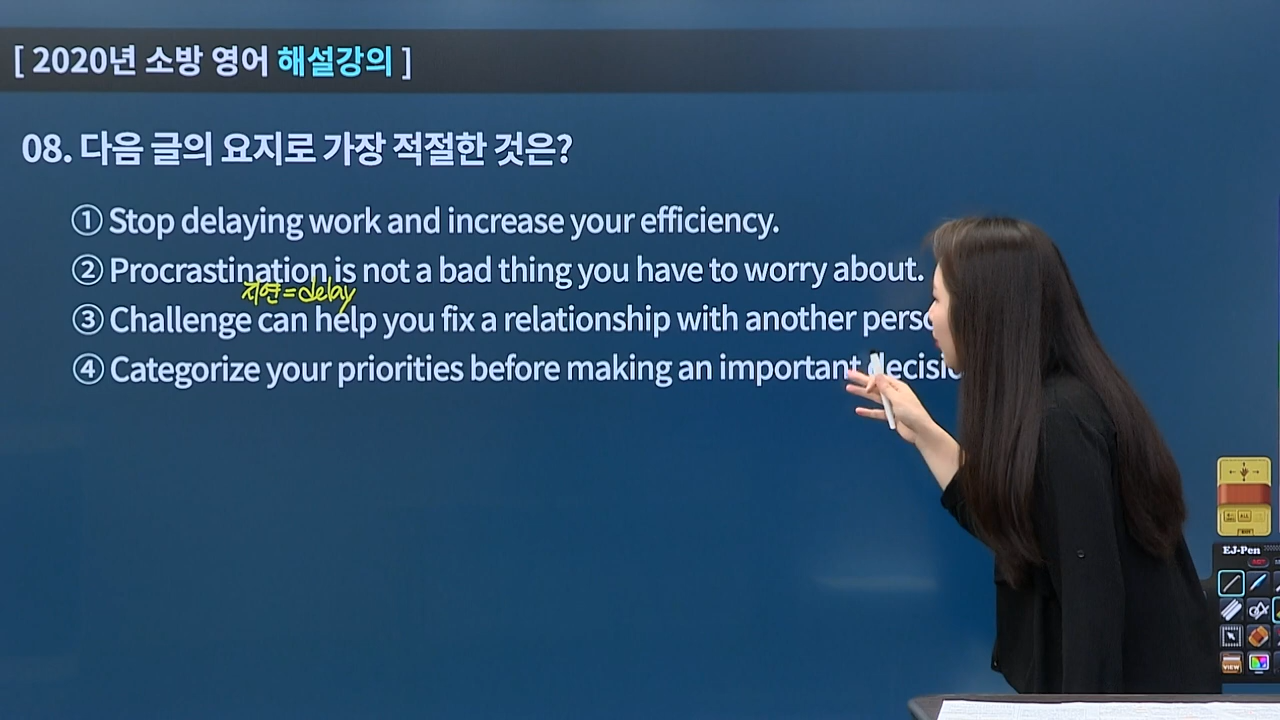 [ 2020년 소방 영어 해설강의 ]
08. 다음 글의 요지로 가장 적절한 것은?
① Stop delaying work and increase your efficiency.
② Procrastination is not a bad thing you have to worry about.
지연=delay
③ Challenge can help you fix a relationship with another
④ Categorize your priorities before making an important
EJ-Pen
VIEW